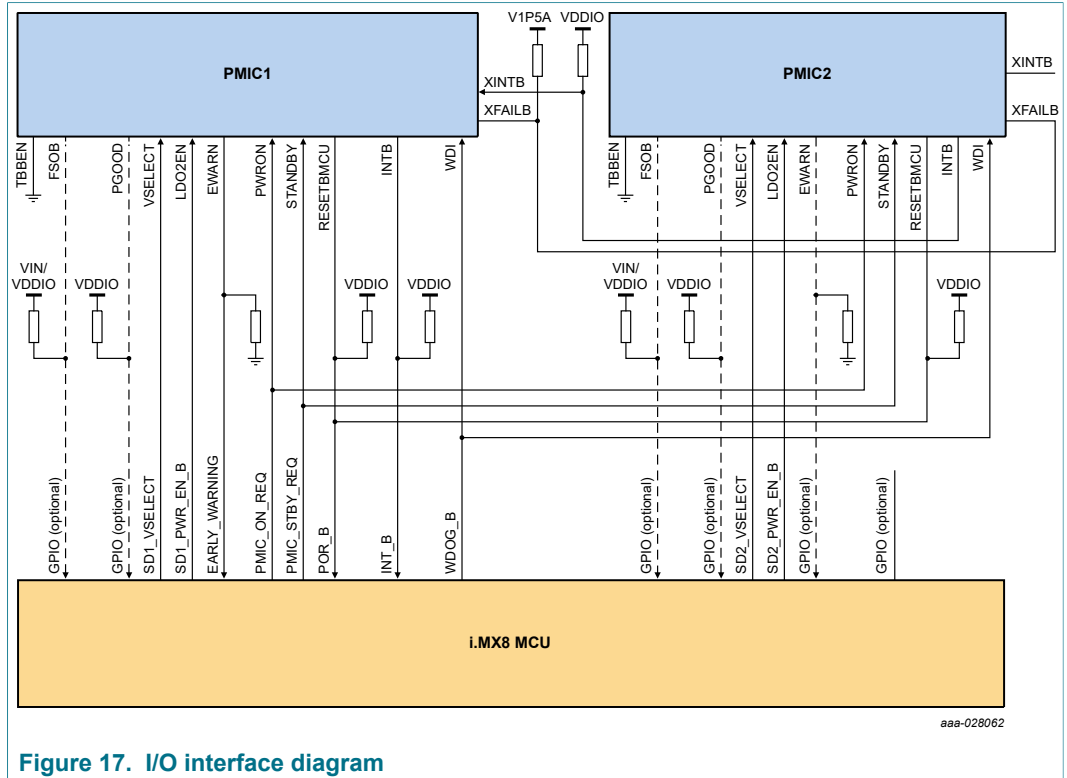 V1P5A VDDIO
PMIC1
PMIC2
XINTB
XFAILB
XINTB
XFAILB
TBBEN
FSOB
PGOOD
VSELECT
LDO2EN
EWARN
PWRON
STANDBY
RESETBMCU
INTB
WDI
TBBEN
FSOB
PGOOD
VSELECT
LDO2EN
EWARN
PWRON
STANDBY
RESETBMCU
INTB
WDI
VIN/
VDDIO
VDDIO
VDDIO
VDDIO
VIN/
VDDIO
VDDIO
VDDIO
GPIO (optional)
GPIO (optional)
SD1_VSELECT
SD1_PWR_EN_B
EARLY_WARNING
PMIC_ON_REQ
PMIC_STBY_REQ
POR_B
INT_B
WDOG_B
GPIO (optional)
GPIO (optional)
SD2_VSELECT
SD2_PWR_EN_B
GPIO (optional)
GPIO (optional)
i.MX8 MCU
aaa-028062
Figure 17. I/O interface diagram